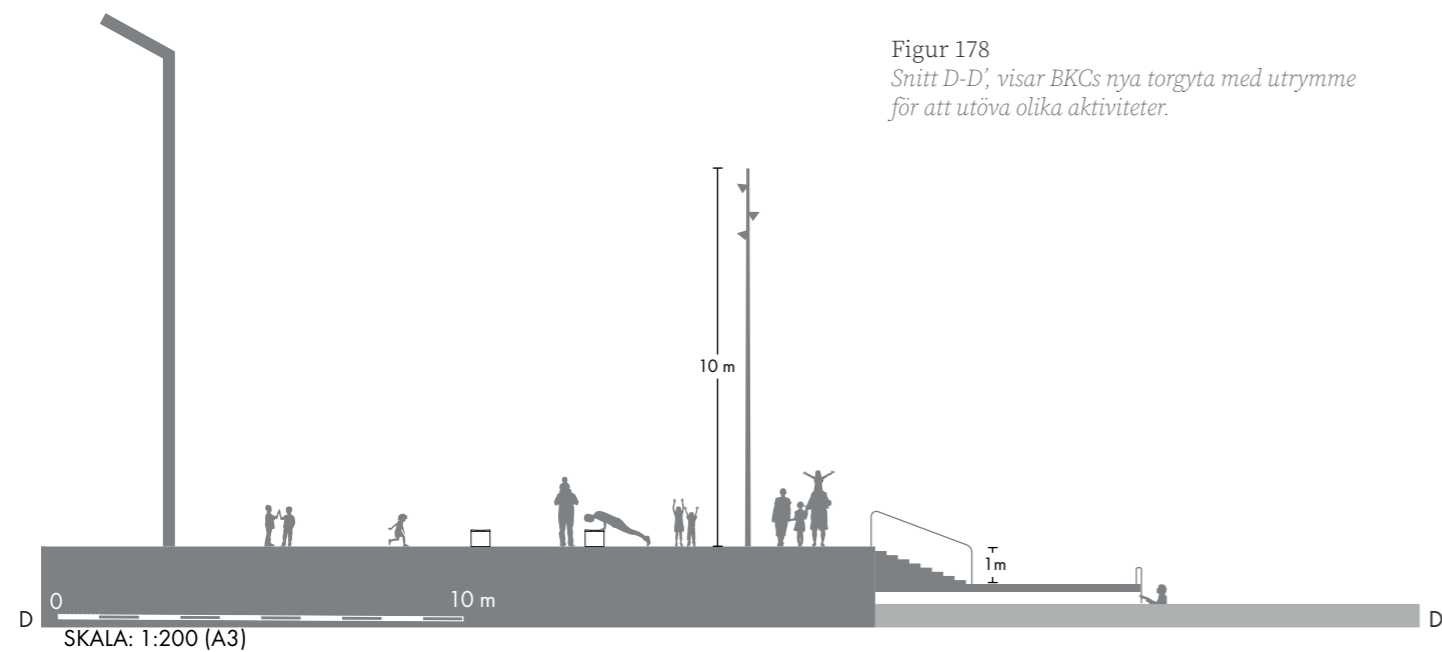 Figur 178
Snitt D-D’, visar BKCs nya torgyta med utrymme
för att utöva olika aktiviteter.
10 m
1m
0
10 m
D
D
SKALA: 1:200 (A3)